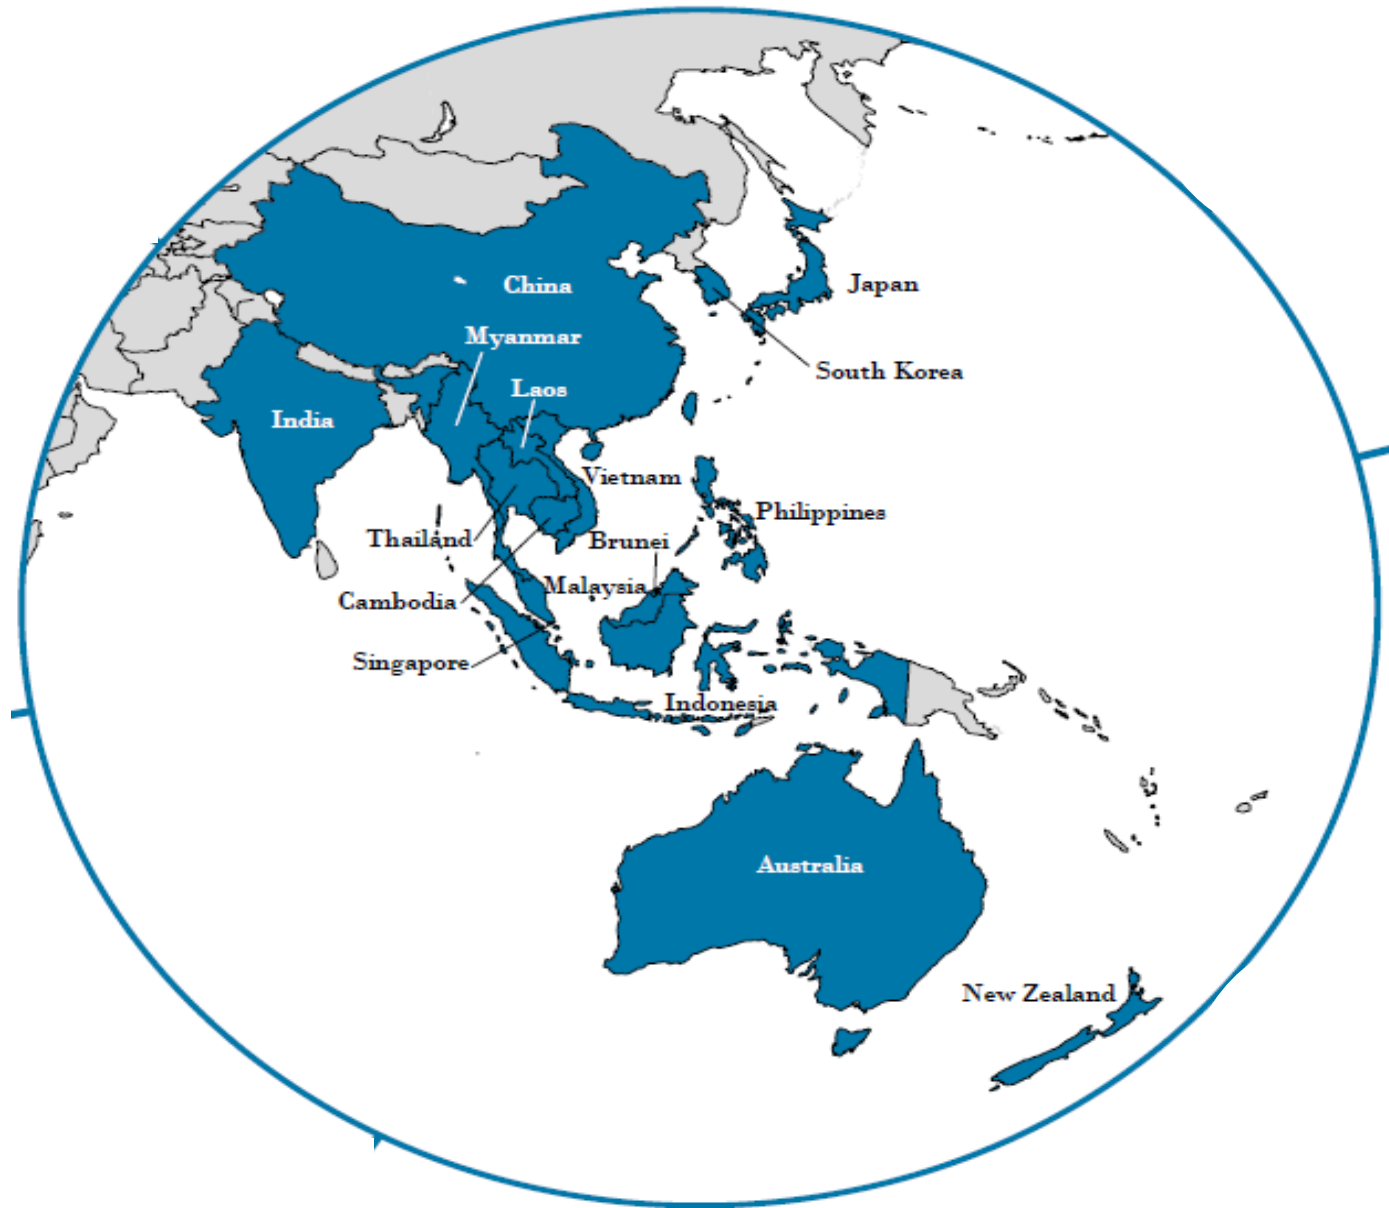 China
Japan
Myanmar
South Korea
Laos
India
Vietnam
Philippines
Thailand
Brunei
Malaysia
Cambodia
Singapore
Indonesia
Australia
New Zealand